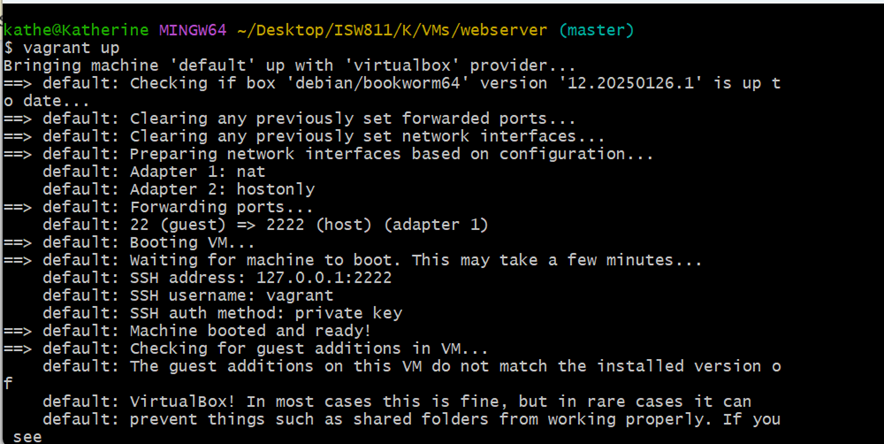 kathe@Katherine MINGW64 ~/Desktop/ISW811/K/VMs/webserver (master)
$ vagrant up
Bringing machine 'default' up with 'virtualbox' provider...
==> default: Checking if box 'debian/bookworm64' version '12.20250126.1' is up t
o date...
==> default: Clearing any previously set forwarded ports...
==> default: Clearing any previously set network interfaces...
==> default: Preparing network interfaces based on configuration...
    default: Adapter 1: nat
    default: Adapter 2: hostonly
==> default: Forwarding ports...
    default: 22 (guest) => 2222 (host) (adapter 1)
==> default: Booting VM...
==> default: Waiting for machine to boot. This may take a few minutes...
    default: SSH address: 127.0.0.1:2222
    default: SSH username: vagrant
    default: SSH auth method: private key
==> default: Machine booted and ready!
==> default: Checking for guest additions in VM...
    default: The guest additions on this VM do not match the installed version o
f
    default: VirtualBox! In most cases this is fine, but in rare cases it can
    default: prevent things such as shared folders from working properly. If you
 see